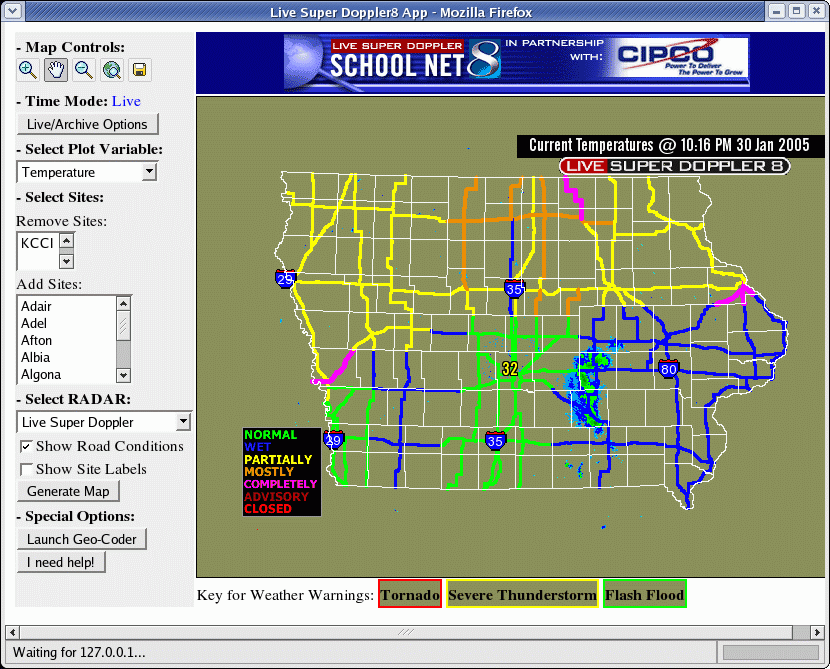 Live Super Doppler8 App - Mozilla Firefox
- Map Controls:
- Time Mode: Live
Live/Archive Options
- Select Plot Variable:
Temperature
- Select Sites:
Remove Sites:
KCCI
Add Sites:
Adair
Adel
Afton
Albia
Algona
- Select RADAR:
Live Super Doppler
Show Road Conditions
Show Site Labels
Generate Map
- Special Options:
Launch Geo-Coder
I need help!
LIVE SUPER DOPPLER
SCHOOL NET 8
IN PARTNERSHIP
WITH:
CIPCO
Power To Deliver
The Power To Grow
Current Temperatures @ 10:16 PM 30 Jan 2005
LIVE SUPER DOPPLER 8
29
35
32
80
29
35
NORMAL
WET
PARTIALLY
MOSTLY
COMPLETELY
ADVISORY
CLOSED
Key for Weather Warnings: Tornado Severe Thunderstorm Flash Flood
Waiting for 127.0.0.1...